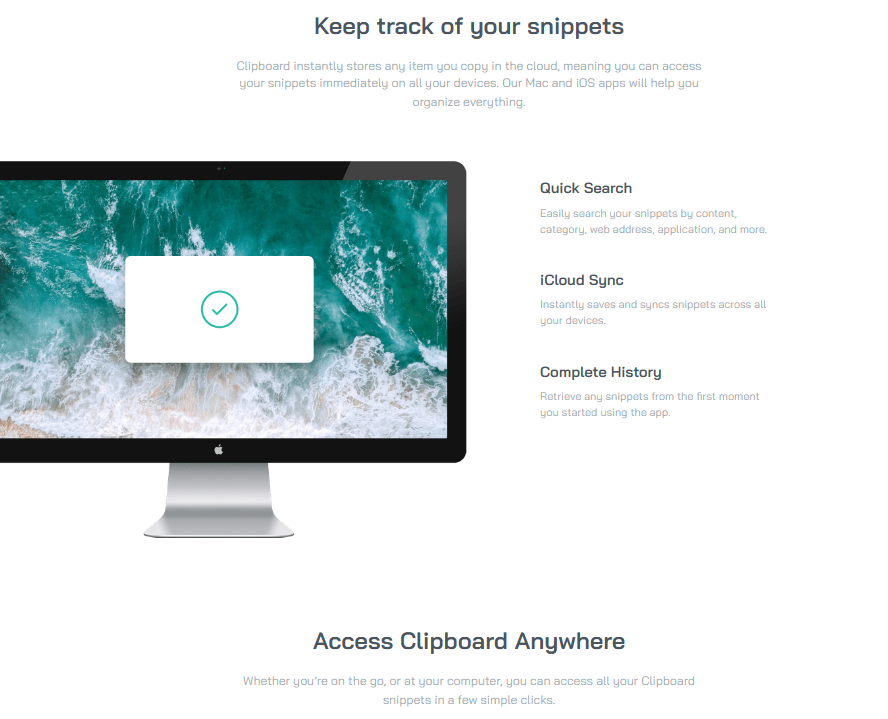 Keep track of your snippets
Clipboard instantly stores any item you copy in the cloud, meaning you can access
your snippets immediately on all your devices. Our Mac and iOS apps will help you
organize everything.
Quick Search
Easily search your snippets by content,
category, web address, application, and more.
iCloud Sync
Instantly saves and syncs snippets across all
your devices.
Complete History
Retrieve any snippets from the first moment
you started using the app.
Access Clipboard Anywhere
Whether you're on the go, or at your computer, you can access all your Clipboard
snippets in a few simple clicks.